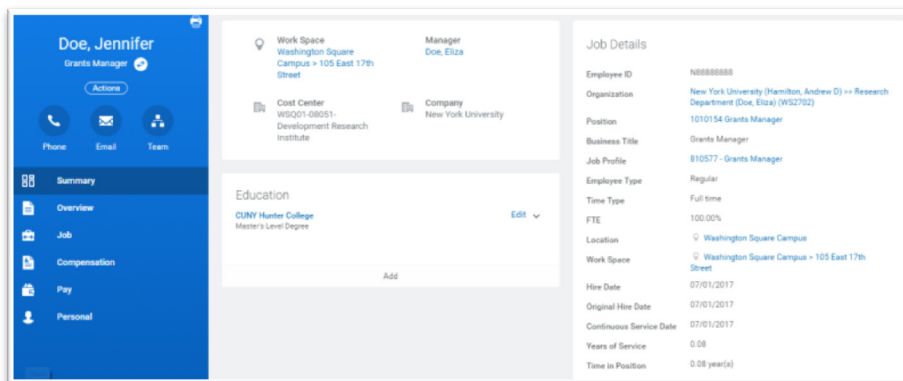 Doe, Jennifer
Grants Manager
Actions
Phone Email Team
Summary
Overview
Job
Compensation
Pay
Personal
Work Space
Washington Square
Campus > 105 East 17th
Street
Manager
Doe, Eliza
Cost Center
WSQ01-08051-
Development Research
Institute
Company
New York University
Education
CUNY Hunter College
Master's Level Degree
Edit
Add
Job Details
Employee ID N88888888
Organization New York University (Hamilton, Andrew D) >> Research
Department (Doe, Eliza) (WS2702)
Position 1010154 Grants Manager
Business Title Grants Manager
Job Profile 810577 - Grants Manager
Employee Type Regular
Time Type Full time
FTE 100.00%
Location Washington Square Campus
Work Space Washington Square Campus > 105 East 17th
Street
Hire Date 07/01/2017
Original Hire Date 07/01/2017
Continuous Service Date 07/01/2017
Years of Service 0.08
Time in Position 0.08 year(s)